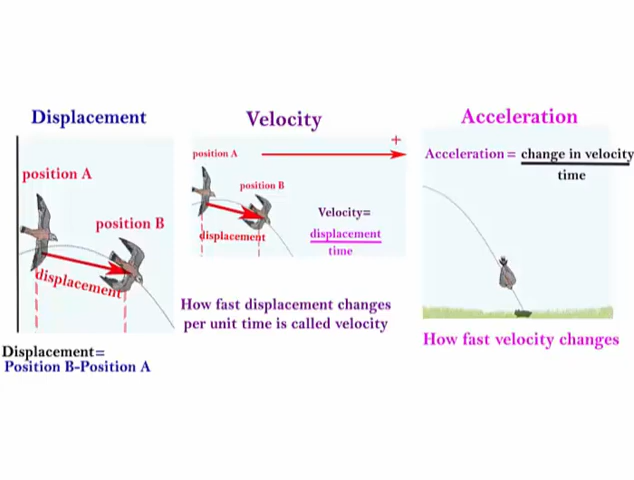 Displacement
position A
position B
displacement
Displacement=
Position B-Position A
Velocity
+
position A
position B
displacement
Velocity=
displacement
time
How fast displacement changes
per unit time is called velocity
Acceleration
Acceleration= change in velocity
time
How fast velocity changes